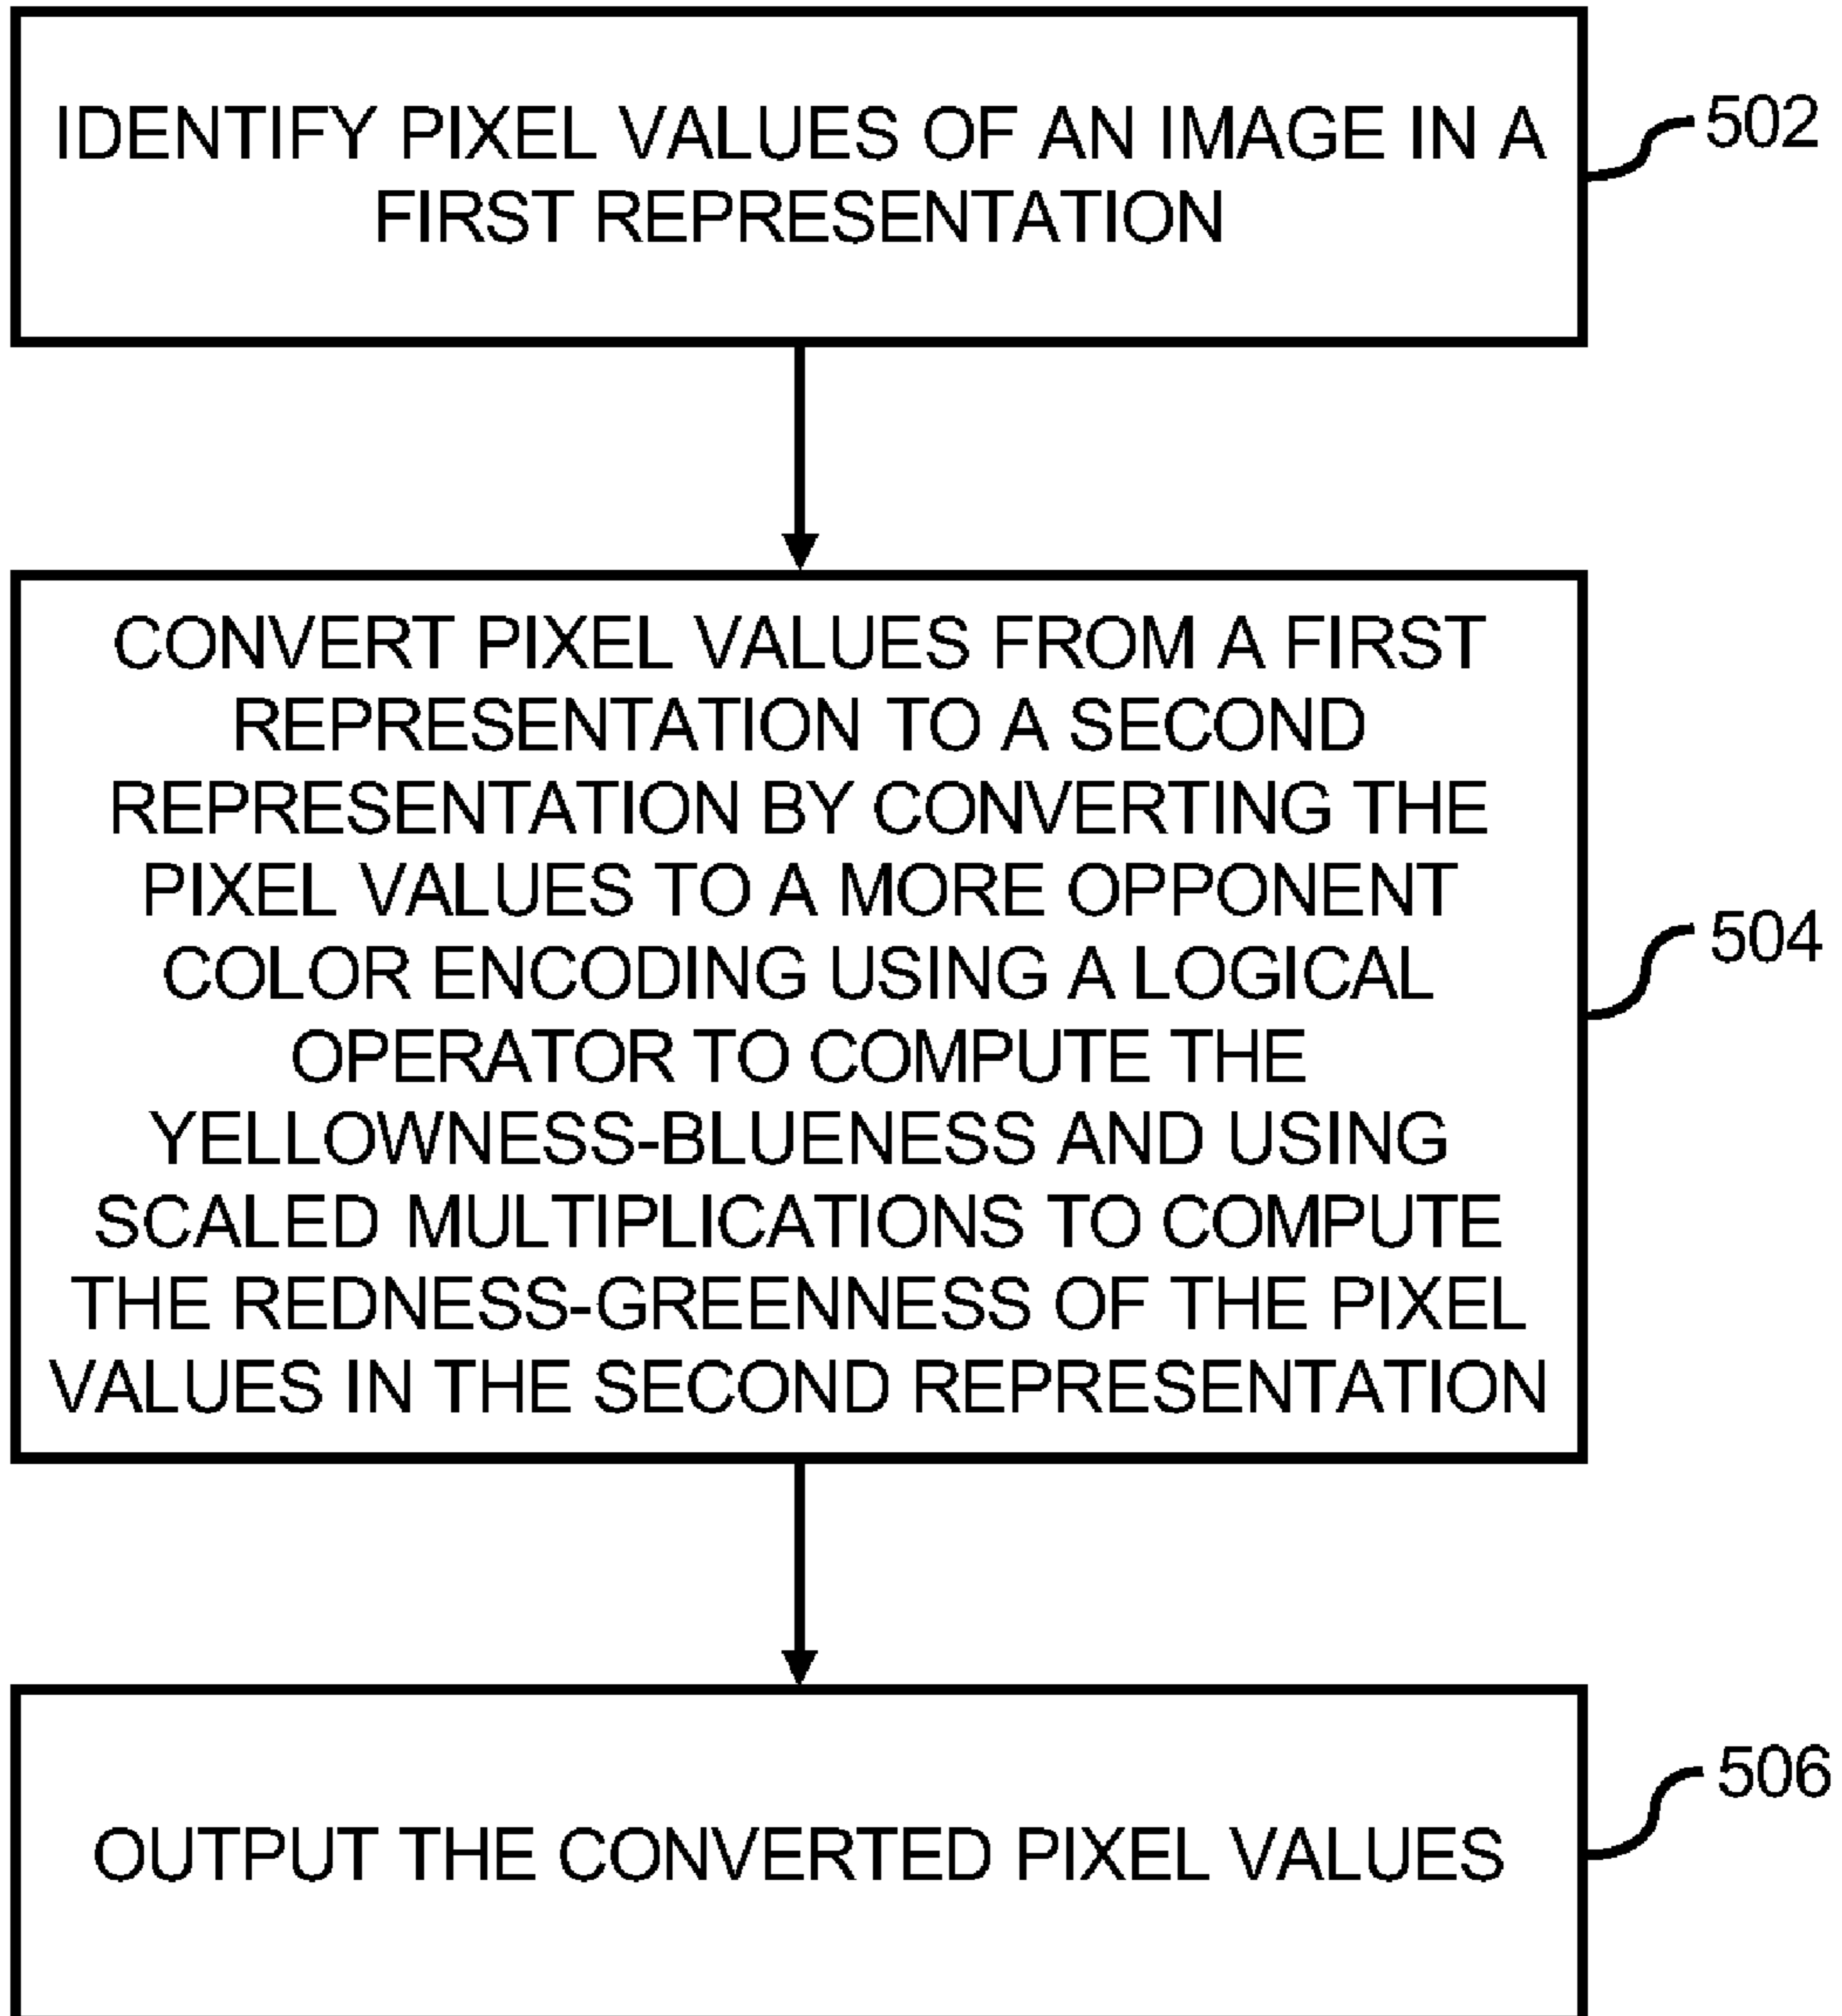 IDENTIFY PIXEL VALUES OF AN IMAGE IN A
FIRST REPRESENTATION
502
CONVERT PIXEL VALUES FROM A FIRST
REPRESENTATION TO A SECOND
REPRESENTATION BY CONVERTING THE
PIXEL VALUES TO A MORE OPPONENT
COLOR ENCODING USING A LOGICAL
OPERATOR TO COMPUTE THE
YELLOWNESS-BLUENESS AND USING
SCALED MULTIPLICATIONS TO COMPUTE
THE REDNESS-GREENNESS OF THE PIXEL
VALUES IN THE SECOND REPRESENTATION
504
OUTPUT THE CONVERTED PIXEL VALUES
506